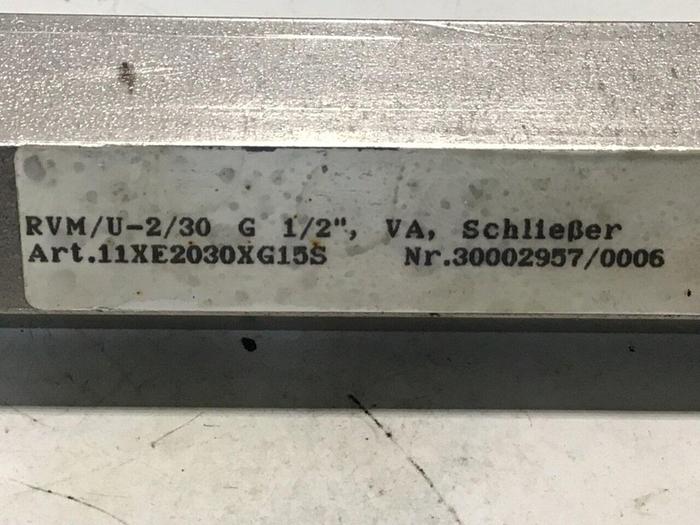 RVM/U-2/30 G 1/2", VA, Schließer
Art.11XE2030XG15S Nr.30002957/0006